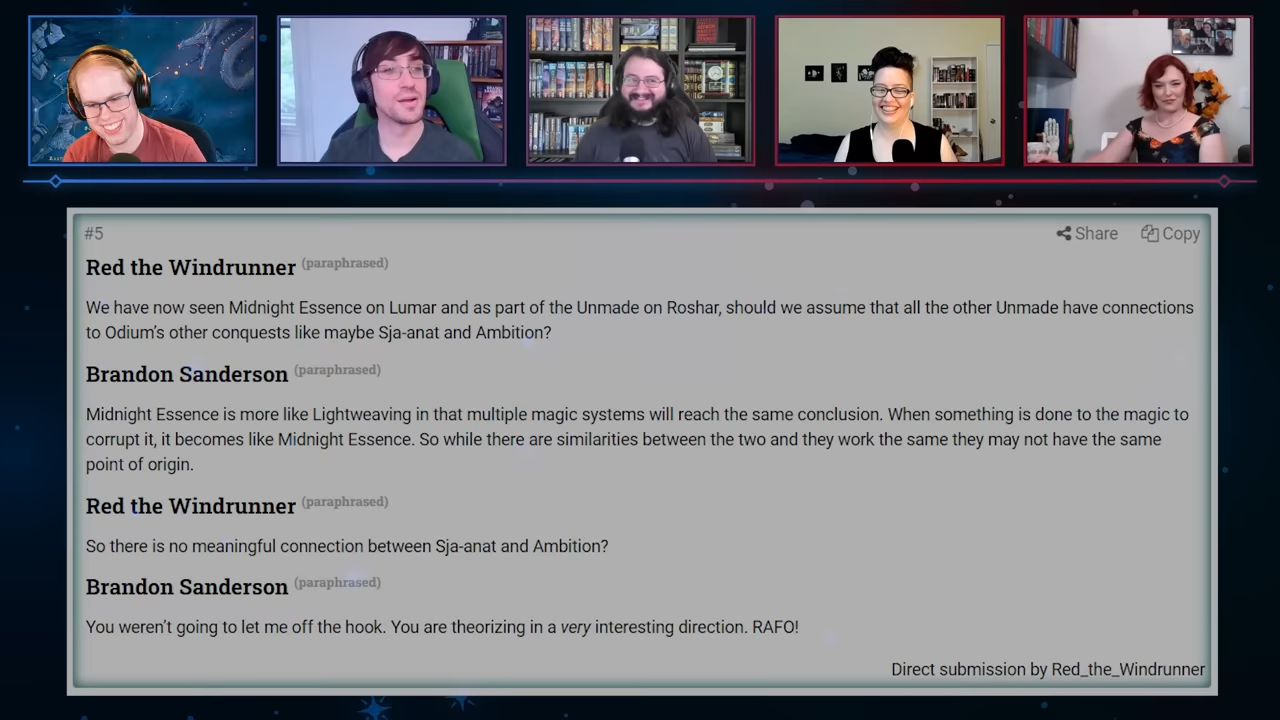 #5
Share
Copy
Red the Windrunner (paraphrased)
We have now seen Midnight Essence on Lumar and as part of the Unmade on Roshar, should we assume that all the other Unmade have connections
to Odium's other conquests like maybe Sja-anat and Ambition?
Brandon Sanderson (paraphrased)
Midnight Essence is more like Lightweaving in that multiple magic systems will reach the same conclusion. When something is done to the magic to
corrupt it, it becomes like Midnight Essence. So while there are similarities between the two and they work the same they may not have the same
point of origin.
Red the Windrunner (paraphrased)
So there is no meaningful connection between Sja-anat and Ambition?
Brandon Sanderson (paraphrased)
You weren't going to let me off the hook. You are theorizing in a very interesting direction. RAFO!
Direct submission by Red_the_Windrunner